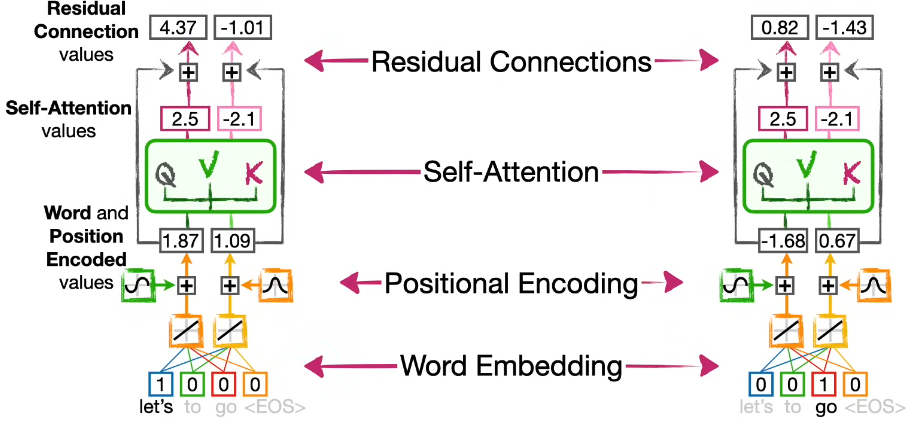 Residual
Connection
values
4.37 -1.01
0.82 -1.43
+ +
Residual Connections
+ +
Self-Attention
values
2.5 -2.1
2.5 -2.1
Q V K
Self-Attention
Q V K
Word and
Position
Encoded
values
1.87 1.09
-1.68 0.67
+ +
Positional Encoding
+ +
Word Embedding
1 0 0 0
let's to go <EOS>
0 0 1 0
let's to go <EOS>